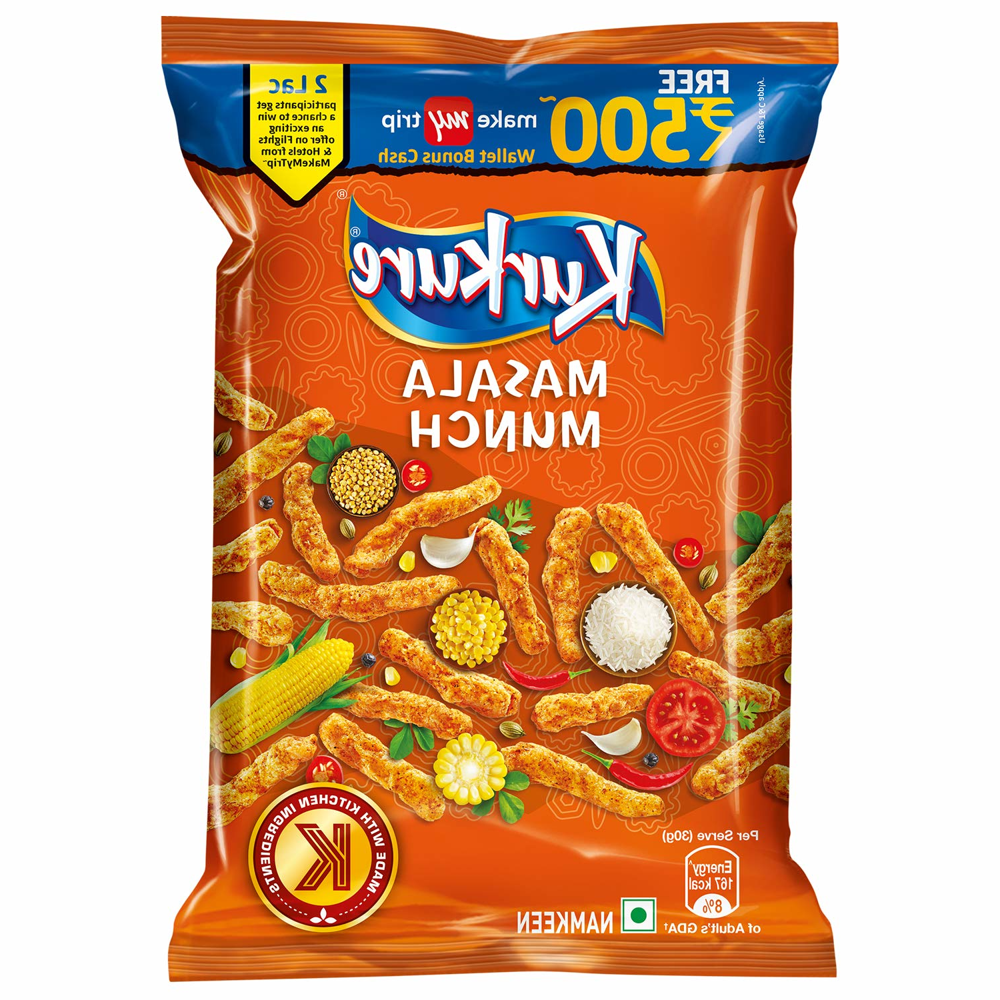 FREE
₹500~
make my trip
Wallet Bonus Cash
Usage T&C apply~
2 Lac
participants get
a chance to win
an exciting
offer on Flights
& Hotels from
MakeMyTrip~
®
Kurkure®
MASALA
MUNCH
Per Serve (30g)
Energy^
167 kcal
8%
of Adult's GDA†
NAMKEEN
MADE WITH KITCHEN INGREDIENTS
K